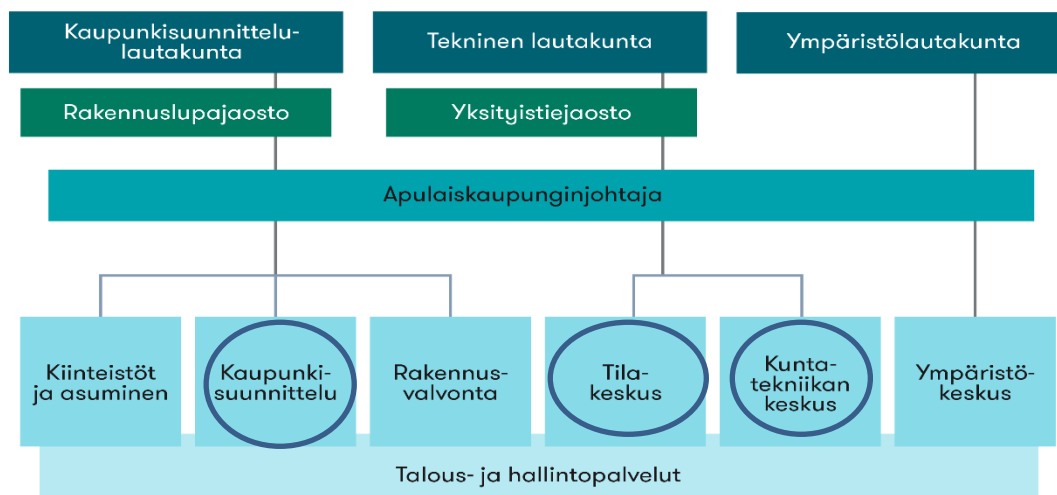 Kaupunkisuunnittelu-
lautakunta
Tekninen lautakunta
Ympäristölautakunta
Rakennuslupajaosto
Yksityistiejaosto
Apulaiskaupunginjohtaja
Kiinteistöt
ja asuminen
Kaupunki-
suunnittelu
Rakennus-
valvonta
Tila-
keskus
Kunta-
tekniikan
keskus
Ympäristö-
keskus
Talous- ja hallintopalvelut